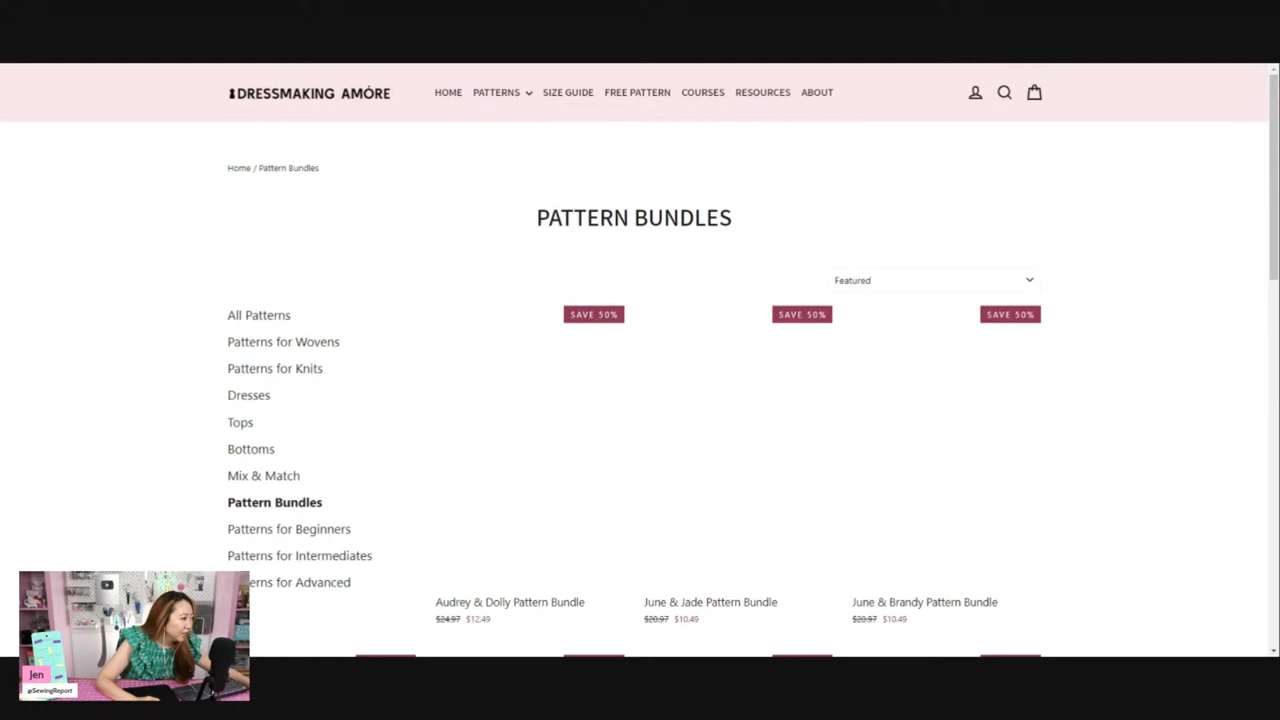 DRESSMAKING AMÓRE
HOME PATTERNS SIZE GUIDE FREE PATTERN COURSES RESOURCES ABOUT
Home / Pattern Bundles
PATTERN BUNDLES
Featured
All Patterns
Patterns for Wovens
Patterns for Knits
Dresses
Tops
Bottoms
Mix & Match
Pattern Bundles
Patterns for Beginners
Patterns for Intermediates
erns for Advanced
SAVE 50%
SAVE 50%
SAVE 50%
Audrey & Dolly Pattern Bundle
$24.97 $12.49
June & Jade Pattern Bundle
$20.97 $10.49
June & Brandy Pattern Bundle
$20.97 $10.49
Jen
@SewingReport